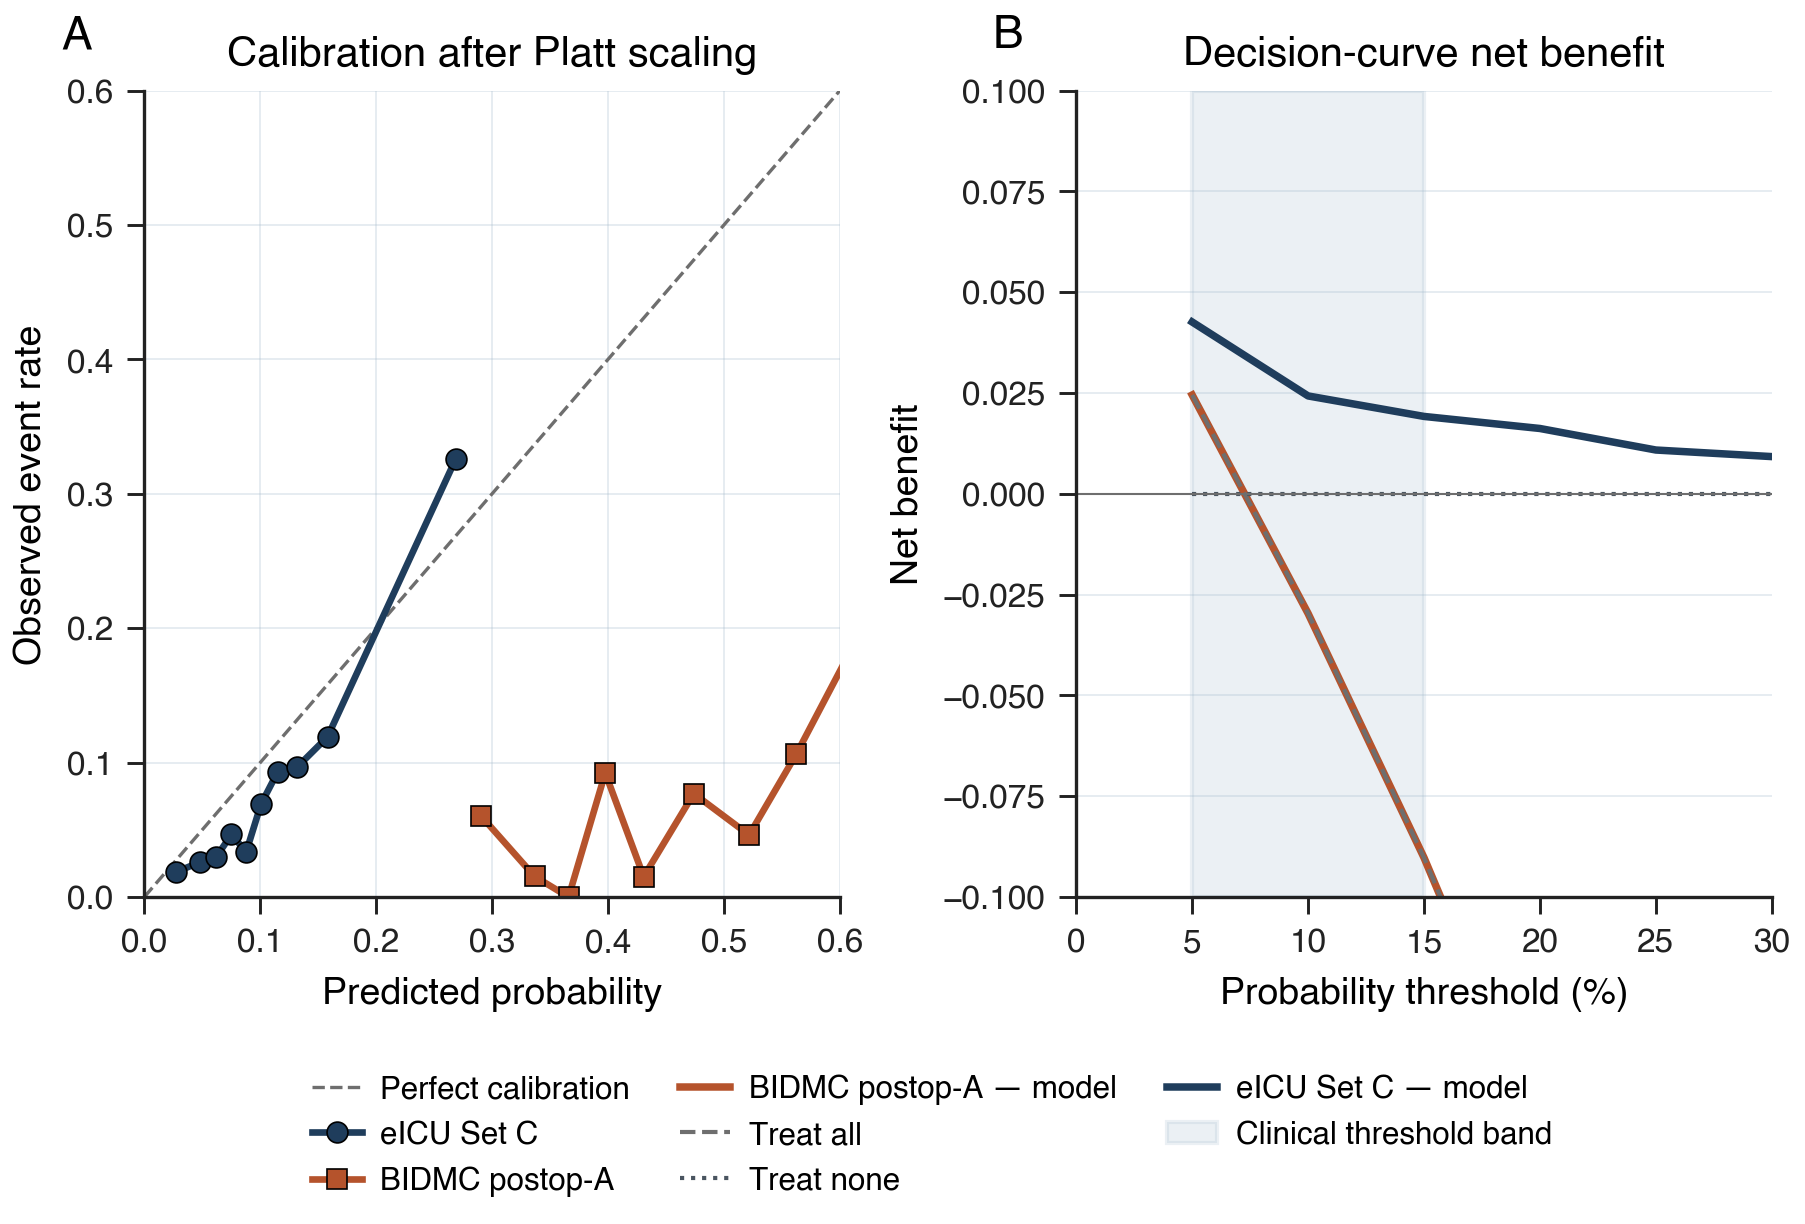 A
Calibration after Platt scaling
0.6
0.5
0.4
0.3
0.2
0.1
0.0
Observed event rate
0.0 0.1 0.2 0.3 0.4 0.5 0.6
Predicted probability
B
Decision-curve net benefit
0.100
0.075
0.050
0.025
0.000
−0.025
−0.050
−0.075
−0.100
Net benefit
0 5 10 15 20 25 30
Probability threshold (%)
Perfect calibration
eICU Set C
BIDMC postop-A
BIDMC postop-A — model
Treat all
Treat none
eICU Set C — model
Clinical threshold band